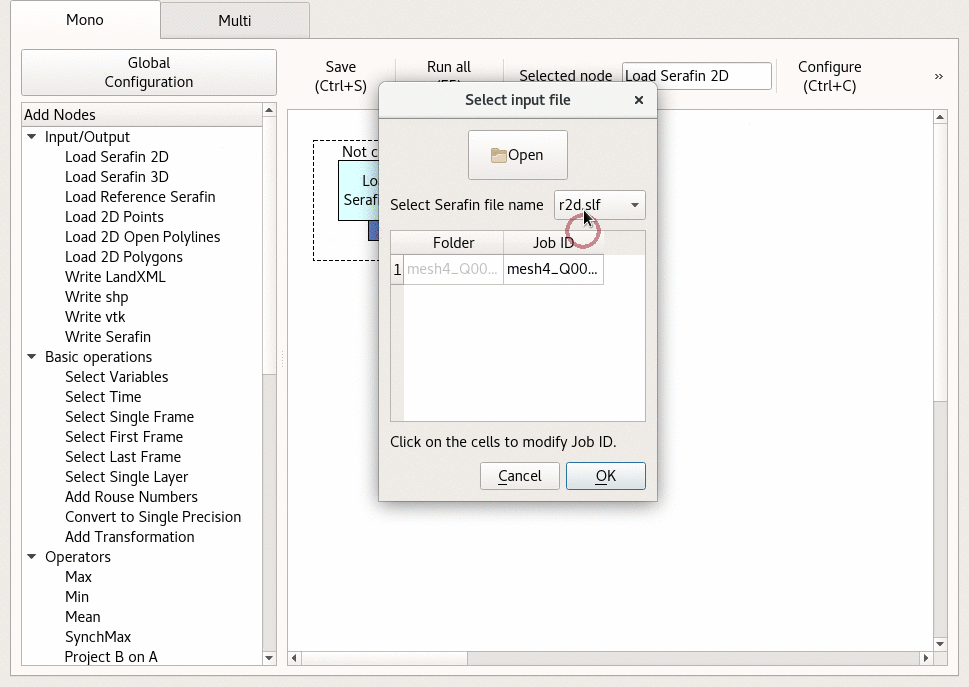 Mono
Multi
Global
Configuration
Save
(Ctrl+S)
Run all
Selected node
Load Serafin 2D
Configure
(Ctrl+C)
»
Add Nodes
Input/Output
Load Serafin 2D
Load Serafin 3D
Load Reference Serafin
Load 2D Points
Load 2D Open Polylines
Load 2D Polygons
Write LandXML
Write shp
Write vtk
Write Serafin
Basic operations
Select Variables
Select Time
Select Single Frame
Select First Frame
Select Last Frame
Select Single Layer
Add Rouse Numbers
Convert to Single Precision
Add Transformation
Operators
Max
Min
Mean
SynchMax
Project B on A
Not c
Lo
Serafi
Select input file
Open
Select Serafin file name
r2d.slf
Folder
Job ID
1
mesh4_Q00...
mesh4_Q00...
Click on the cells to modify Job ID.
Cancel
OK